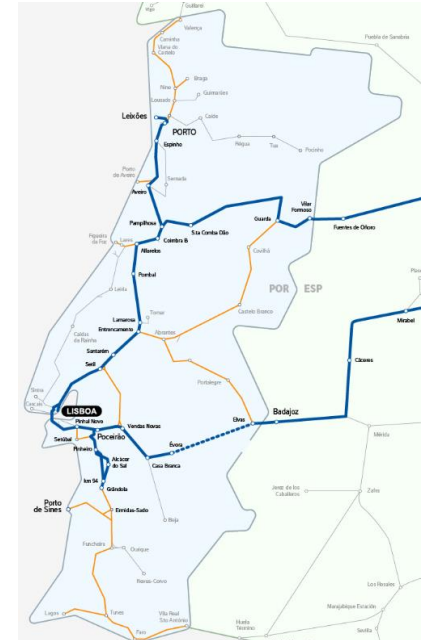 Guillarei
Valença
Caminha
Viana do
Castelo
Puebla de Sanabria
Nine
Braga
Lousado
Guimarães
Leixões
PORTO
Caíde
Régua
Tua
Pocinho
Espinho
Porto
de Aveiro
Sernada
Aveiro
Pampilhosa
Sta Comba Dão
Guarda
Vilar
Formoso
Fuentes de Oñoro
Figueira
da Foz
Lares
Coimbra B
Alfarelos
Covilhã
Pombal
POR
ESP
Leiria
Castelo Branco
Lamarosa
Tomar
Entroncamento
Abrantes
Mirabel
Caldas
da Rainha
Santarém
Setil
Cáceres
Portalegre
Sintra
Cascais
LISBOA
Pinhal Novo
Poceirão
Vendas Novas
Évora
Elvas
Badajoz
Mérida
Setúbal
Pinheiro
Alcácer
do Sal
Casa Branca
km 94
Grândola
Porto
de Sines
Ermidas-Sado
Beja
Jerez de los
Caballeros
Zafra
Funcheira
Ourique
Neves-Corvo
Los Rosales
Lagos
Tunes
Faro
Vila Real
Sto António
Majarabique Estación
Huelva
Término
Sevilla